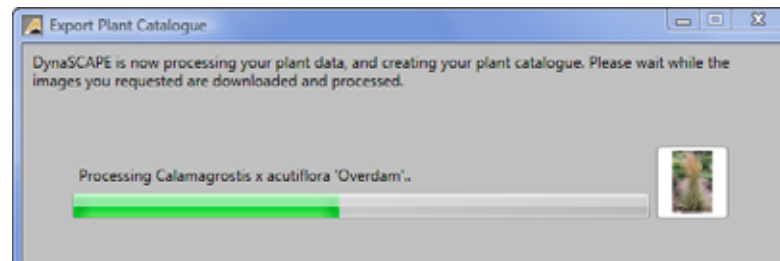 Export Plant Catalogue
DynaSCAPE is now processing your plant data, and creating your plant catalogue. Please wait while the
images you requested are downloaded and processed.
Processing Calamagrostis x acutiflora 'Overdam'..